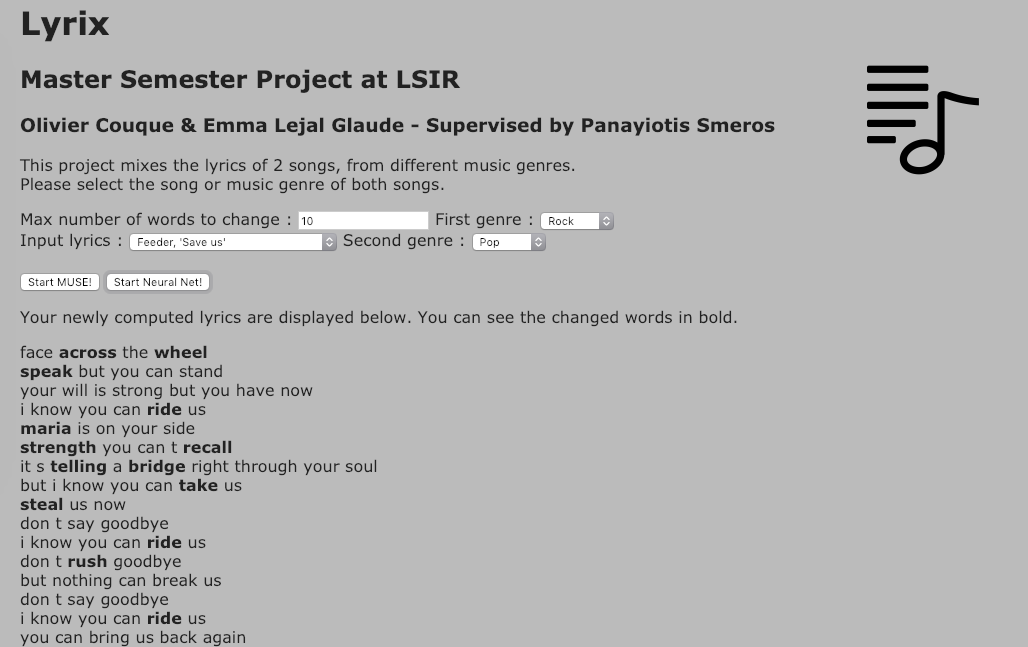 Lyrix
Master Semester Project at LSIR
Olivier Couque & Emma Lejal Glaude - Supervised by Panayiotis Smeros
This project mixes the lyrics of 2 songs, from different music genres.
Please select the song or music genre of both songs.
Max number of words to change : 10 First genre : Rock
Input lyrics : Feeder, 'Save us' Second genre : Pop
Start MUSE! Start Neural Net!
Your newly computed lyrics are displayed below. You can see the changed words in bold.
face across the wheel
speak but you can stand
your will is strong but you have now
i know you can ride us
maria is on your side
strength you can t recall
it s telling a bridge right through your soul
but i know you can take us
steal us now
don t say goodbye
i know you can ride us
don t rush goodbye
but nothing can break us
don t say goodbye
i know you can ride us
you can bring us back again